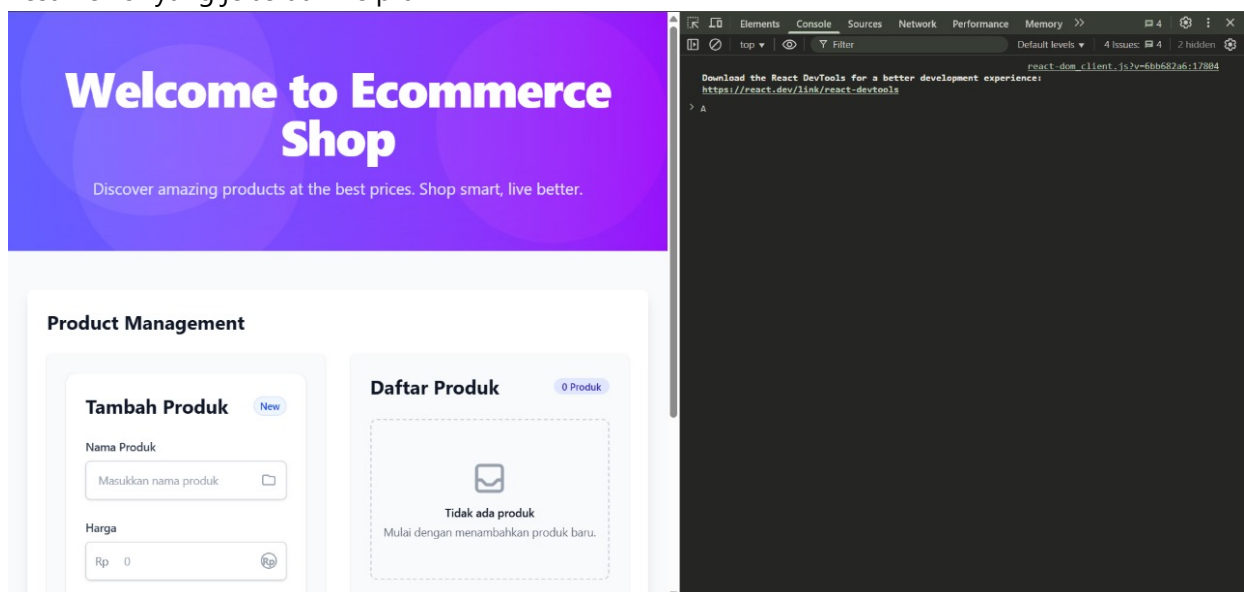 Welcome to Ecommerce
Shop
Discover amazing products at the best prices. Shop smart, live better.
Product Management
Tambah Produk
New
Nama Produk
Masukkan nama produk
Harga
Rp 0
Rp
Daftar Produk
0 Produk
Tidak ada produk
Mulai dengan menambahkan produk baru.
Elements Console Sources Network Performance Memory 4
top Filter Default levels 4 Issues: 4 2 hidden
react-dom_client.js?v=6bb682a6:17804
Download the React DevTools for a better development experience:
https://react.dev/link/react-devtools
> A